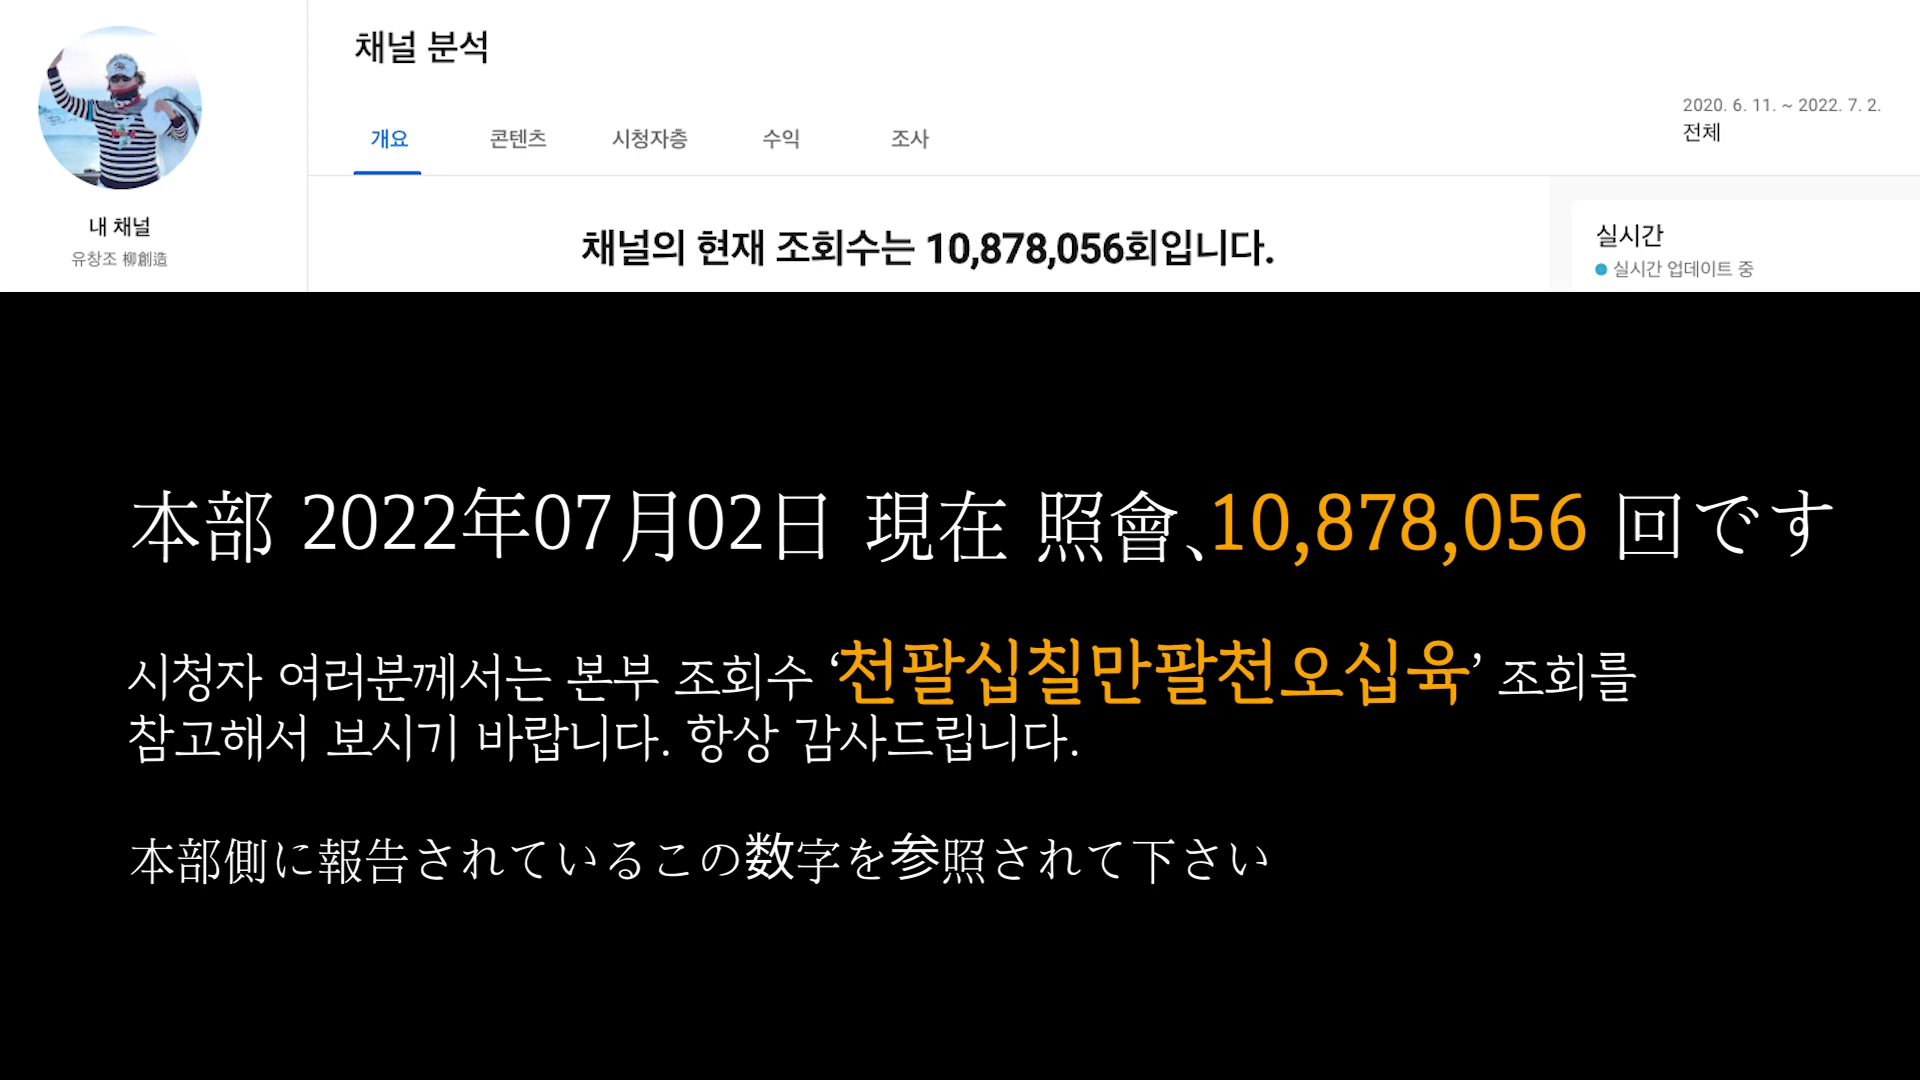 채널 분석
2020. 6. 11. ~ 2022. 7. 2.
전체
개요 콘텐츠 시청자층 수익 조사
내 채널
유창조 柳創造
채널의 현재 조회수는 10,878,056회입니다.
실시간
실시간 업데이트 중
本部 2022年07月02日 現在 照會、10,878,056 回です
시청자 여러분께서는 본부 조회수 ‘천팔십칠만팔천오십육’ 조회를
참고해서 보시기 바랍니다. 항상 감사드립니다.
本部側に報告されているこの数字を参照されて下さい